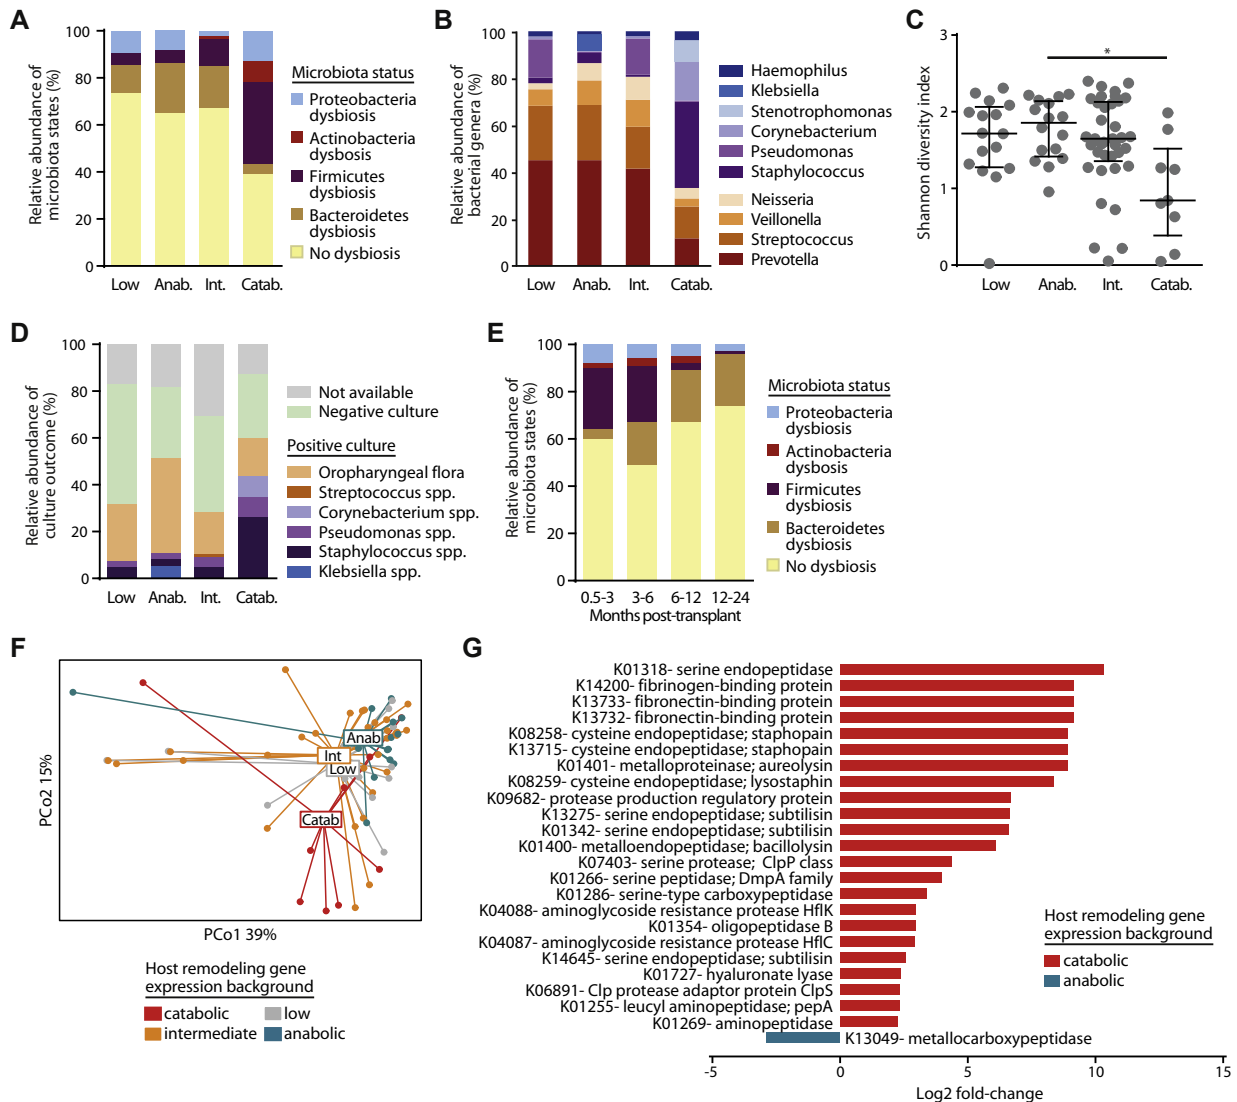 A
Relative abundance of
microbiota states (%)
100
80
60
40
20
0
Low Anab. Int. Catab.
Microbiota status
Proteobacteria
dysbiosis
Actinobacteria
dysbosis
Firmicutes
dysbiosis
Bacteroidetes
dysbiosis
No dysbiosis
B
Relative abundance of
bacterial genera (%)
100
80
60
40
20
0
Low Anab. Int. Catab.
Haemophilus
Klebsiella
Stenotrophomonas
Corynebacterium
Pseudomonas
Staphylococcus
Neisseria
Veillonella
Streptococcus
Prevotella
C
Shannon diversity index
3
2
1
0
*
Low Anab. Int. Catab.
D
Relative abundance of
culture outcome (%)
100
80
60
40
20
0
Low Anab. Int. Catab.
Not available
Negative culture
Positive culture
Oropharyngeal flora
Streptococcus spp.
Corynebacterium spp.
Pseudomonas spp.
Staphylococcus spp.
Klebsiella spp.
E
Relative abundance of
microbiota states (%)
100
80
60
40
20
0
0.5-3 3-6 6-12 12-24
Months post-transplant
Microbiota status
Proteobacteria
dysbiosis
Actinobacteria
dysbosis
Firmicutes
dysbiosis
Bacteroidetes
dysbiosis
No dysbiosis
F
PCo2 15%
Anab
Int
Low
Catab
PCo1 39%
Host remodeling gene
expression background
catabolic low
intermediate anabolic
G
K01318- serine endopeptidase
K14200- fibrinogen-binding protein
K13733- fibronectin-binding protein
K13732- fibronectin-binding protein
K08258- cysteine endopeptidase; staphopain
K13715- cysteine endopeptidase; staphopain
K01401- metalloproteinase; aureolysin
K08259- cysteine endopeptidase; lysostaphin
K09682- protease production regulatory protein
K13275- serine endopeptidase; subtilisin
K01342- serine endopeptidase; subtilisin
K01400- metalloendopeptidase; bacillolysin
K07403- serine protease; ClpP class
K01266- serine peptidase; DmpA family
K01286- serine-type carboxypeptidase
K04088- aminoglycoside resistance protease HflK
K01354- oligopeptidase B
K04087- aminoglycoside resistance protease HflC
K14645- serine endopeptidase; subtilisin
K01727- hyaluronate lyase
K06891- Clp protease adaptor protein ClpS
K01255- leucyl aminopeptidase; pepA
K01269- aminopeptidase
K13049- metallocarboxypeptidase
-5 0 5 10 15
Log2 fold-change
Host remodeling gene
expression background
catabolic
anabolic